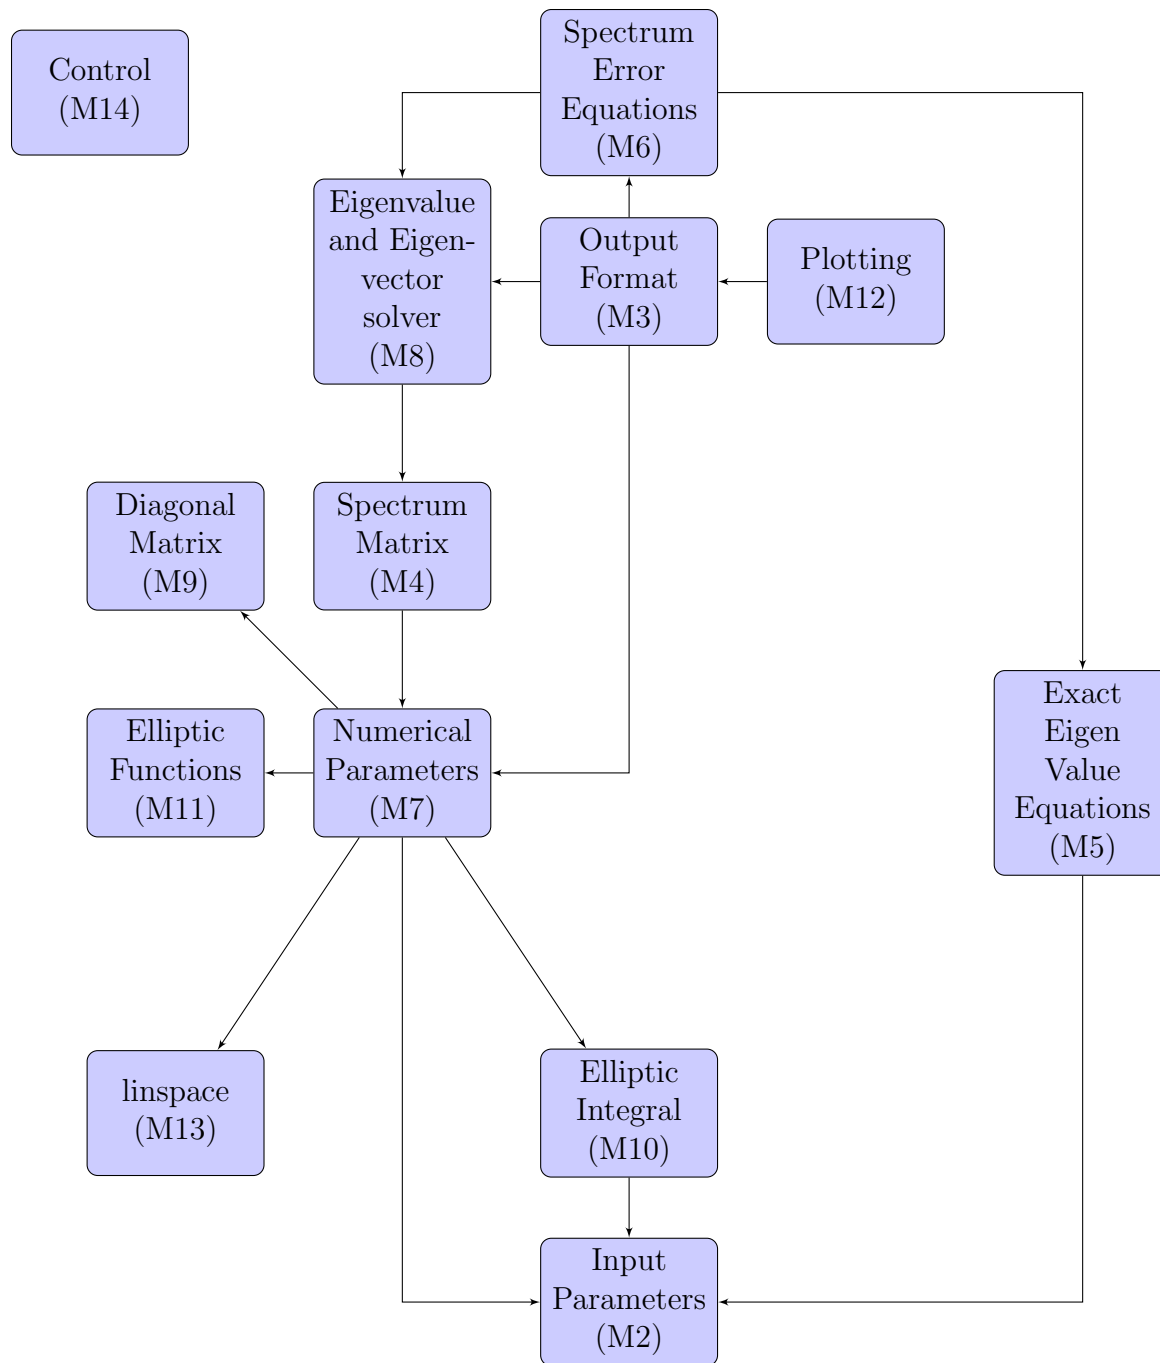 Control
(M14)
Spectrum
Error
Equations
(M6)
Eigenvalue
and Eigen-
vector
solver
(M8)
Output
Format
(M3)
Plotting
(M12)
Diagonal
Matrix
(M9)
Spectrum
Matrix
(M4)
Elliptic
Functions
(M11)
Numerical
Parameters
(M7)
Exact
Eigen
Value
Equations
(M5)
linspace
(M13)
Elliptic
Integral
(M10)
Input
Parameters
(M2)